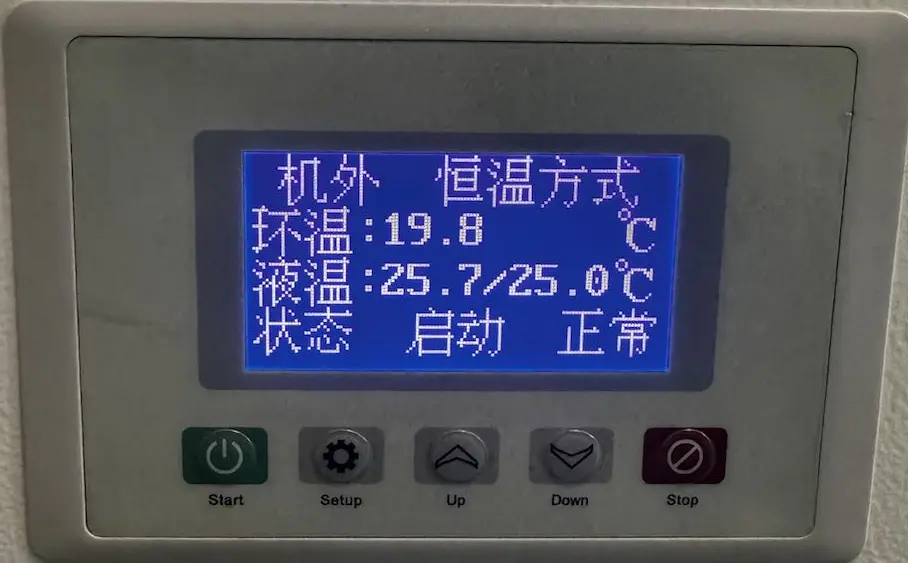 机外 恒温方式
环温:19.8 ℃
液温:25.7/25.0℃
状态 启动 正常
Start Setup Up Down Stop